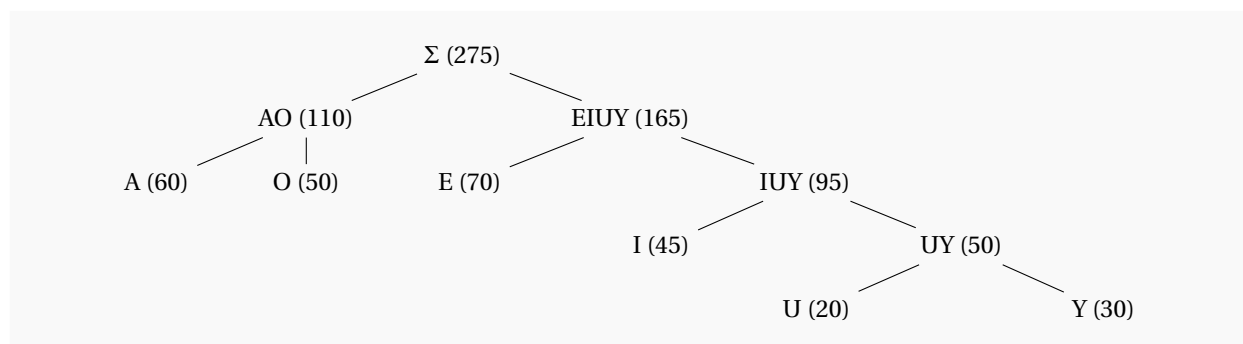 Σ (275)
AO (110) EIUY (165)
A (60) O (50) E (70) IUY (95)
I (45) UY (50)
U (20) Y (30)